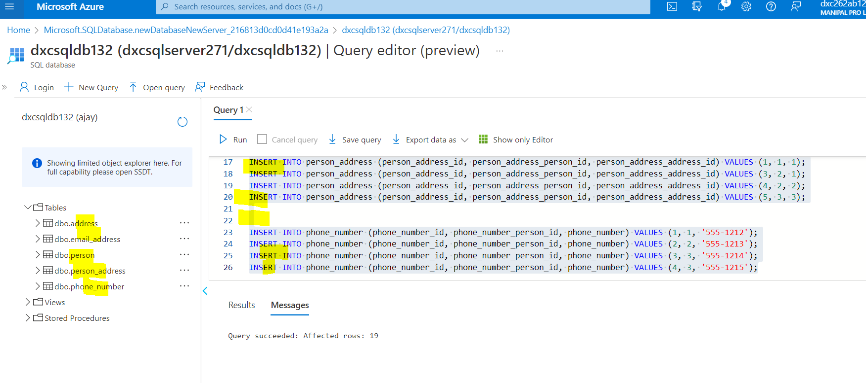 Microsoft Azure
Search resources, services, and docs (G+/)
1
dxc262ab12
MANIPAL PRO L
Home > Microsoft.SQLDatabase.newDatabaseNewServer_216813d0cd0d41e193a2a > dxcsqldb132 (dxcsqlserver271/dxcsqldb132)
dxcsqldb132 (dxcsqlserver271/dxcsqldb132) | Query editor (preview) ...
SQL database
Login New Query Open query Feedback
dxcsqldb132 (ajay)
Showing limited object explorer here. For
full capability please open SSDT.
Tables
dbo.address
dbo.email_address
dbo.person
dbo.person_address
dbo.phone_number
Views
Stored Procedures
Query 1
Run Cancel query Save query Export data as Show only Editor
17 INSERT INTO person_address (person_address_id, person_address_person_id, person_address_address_id) VALUES (1, 1, 1);
18 INSERT INTO person_address (person_address_id, person_address_person_id, person_address_address_id) VALUES (3, 2, 1);
19 INSERT INTO person_address (person_address_id, person_address_person_id, person_address_address_id) VALUES (4, 2, 2);
20 INSERT INTO person_address (person_address_id, person_address_person_id, person_address_address_id) VALUES (5, 3, 3);
21
22
23 INSERT INTO phone_number (phone_number_id, phone_number_person_id, phone_number) VALUES (1, 1, '555-1212');
24 INSERT INTO phone_number (phone_number_id, phone_number_person_id, phone_number) VALUES (2, 2, '555-1213');
25 INSERT INTO phone_number (phone_number_id, phone_number_person_id, phone_number) VALUES (3, 3, '555-1214');
26 INSERT INTO phone_number (phone_number_id, phone_number_person_id, phone_number) VALUES (4, 3, '555-1215');
Results Messages
Query succeeded: Affected rows: 19